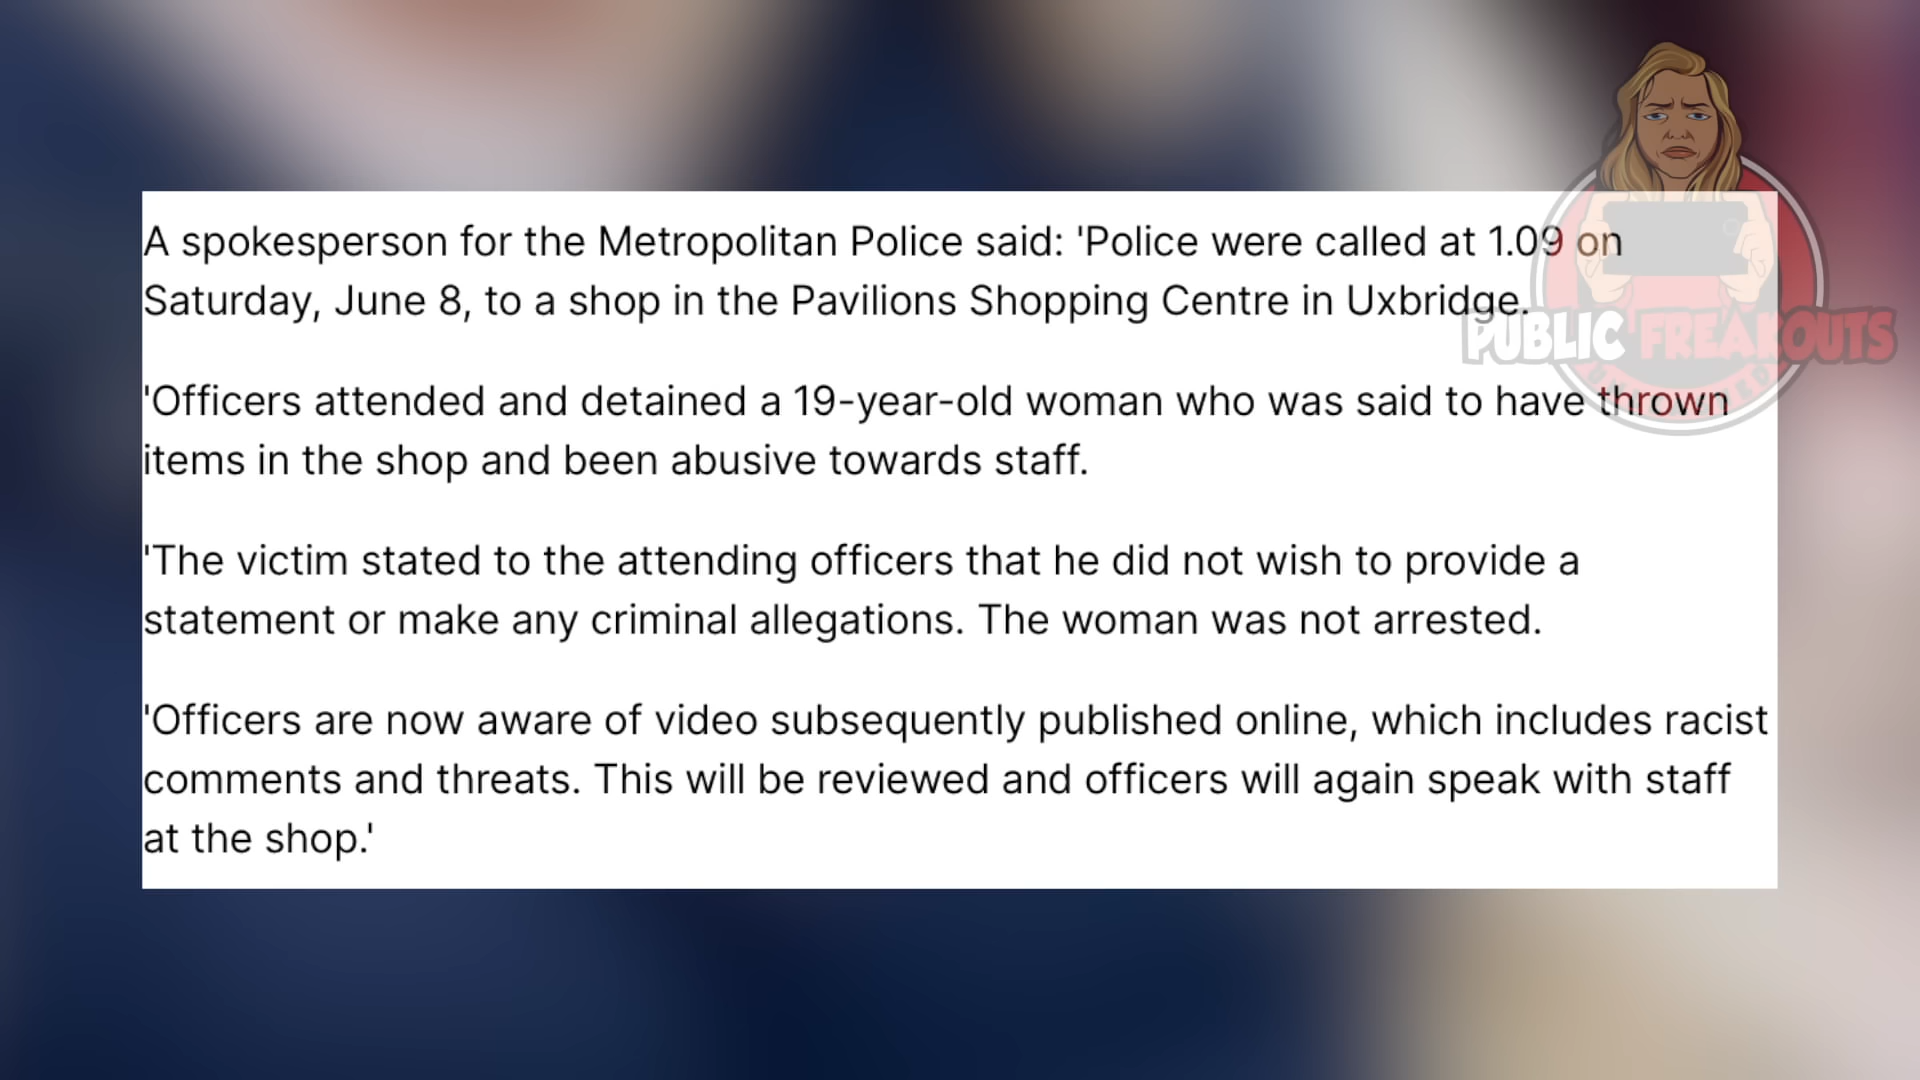 A spokesperson for the Metropolitan Police said: 'Police were called at 1.09 on
Saturday, June 8, to a shop in the Pavilions Shopping Centre in Uxbridge.
PUBLIC FREAKOUTS
'Officers attended and detained a 19-year-old woman who was said to have thrown
items in the shop and been abusive towards staff.
'The victim stated to the attending officers that he did not wish to provide a
statement or make any criminal allegations. The woman was not arrested.
'Officers are now aware of video subsequently published online, which includes racist
comments and threats. This will be reviewed and officers will again speak with staff
at the shop.'